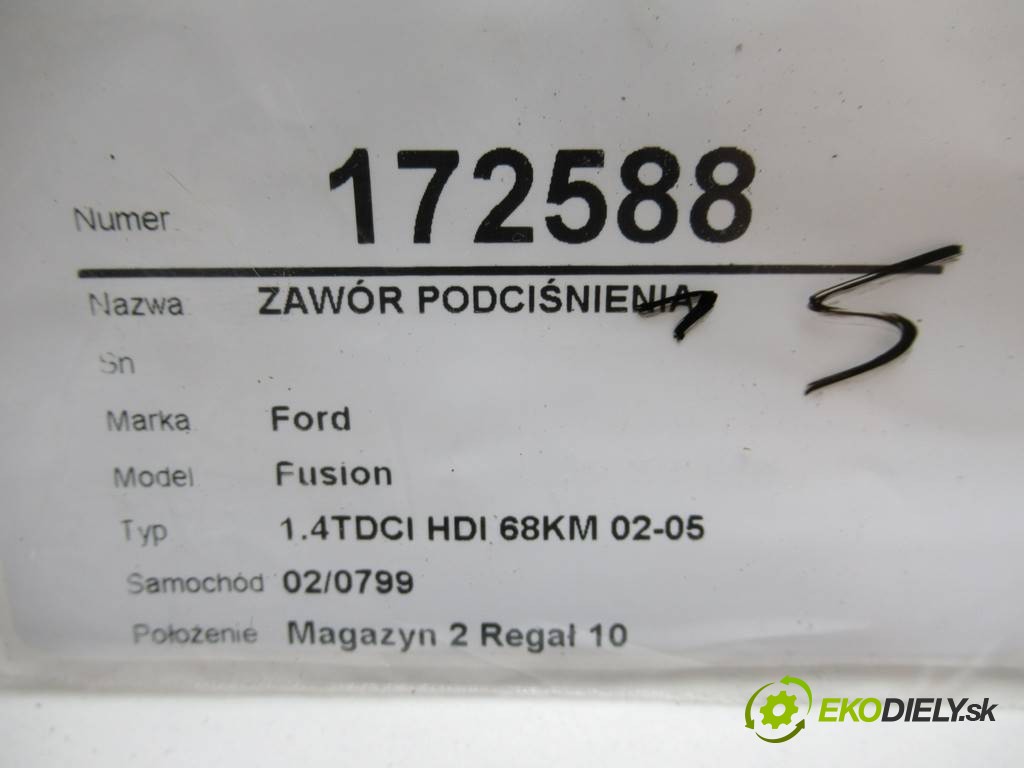 Numer 172588
Nazwa ZAWÓR PODCIŚNIENIA
Sn
Marka Ford
Model Fusion
Typ 1.4TDCI HDI 68KM 02-05
Samochód 02/0799
Położenie Magazyn 2 Regał 10
EKODIELY.sk